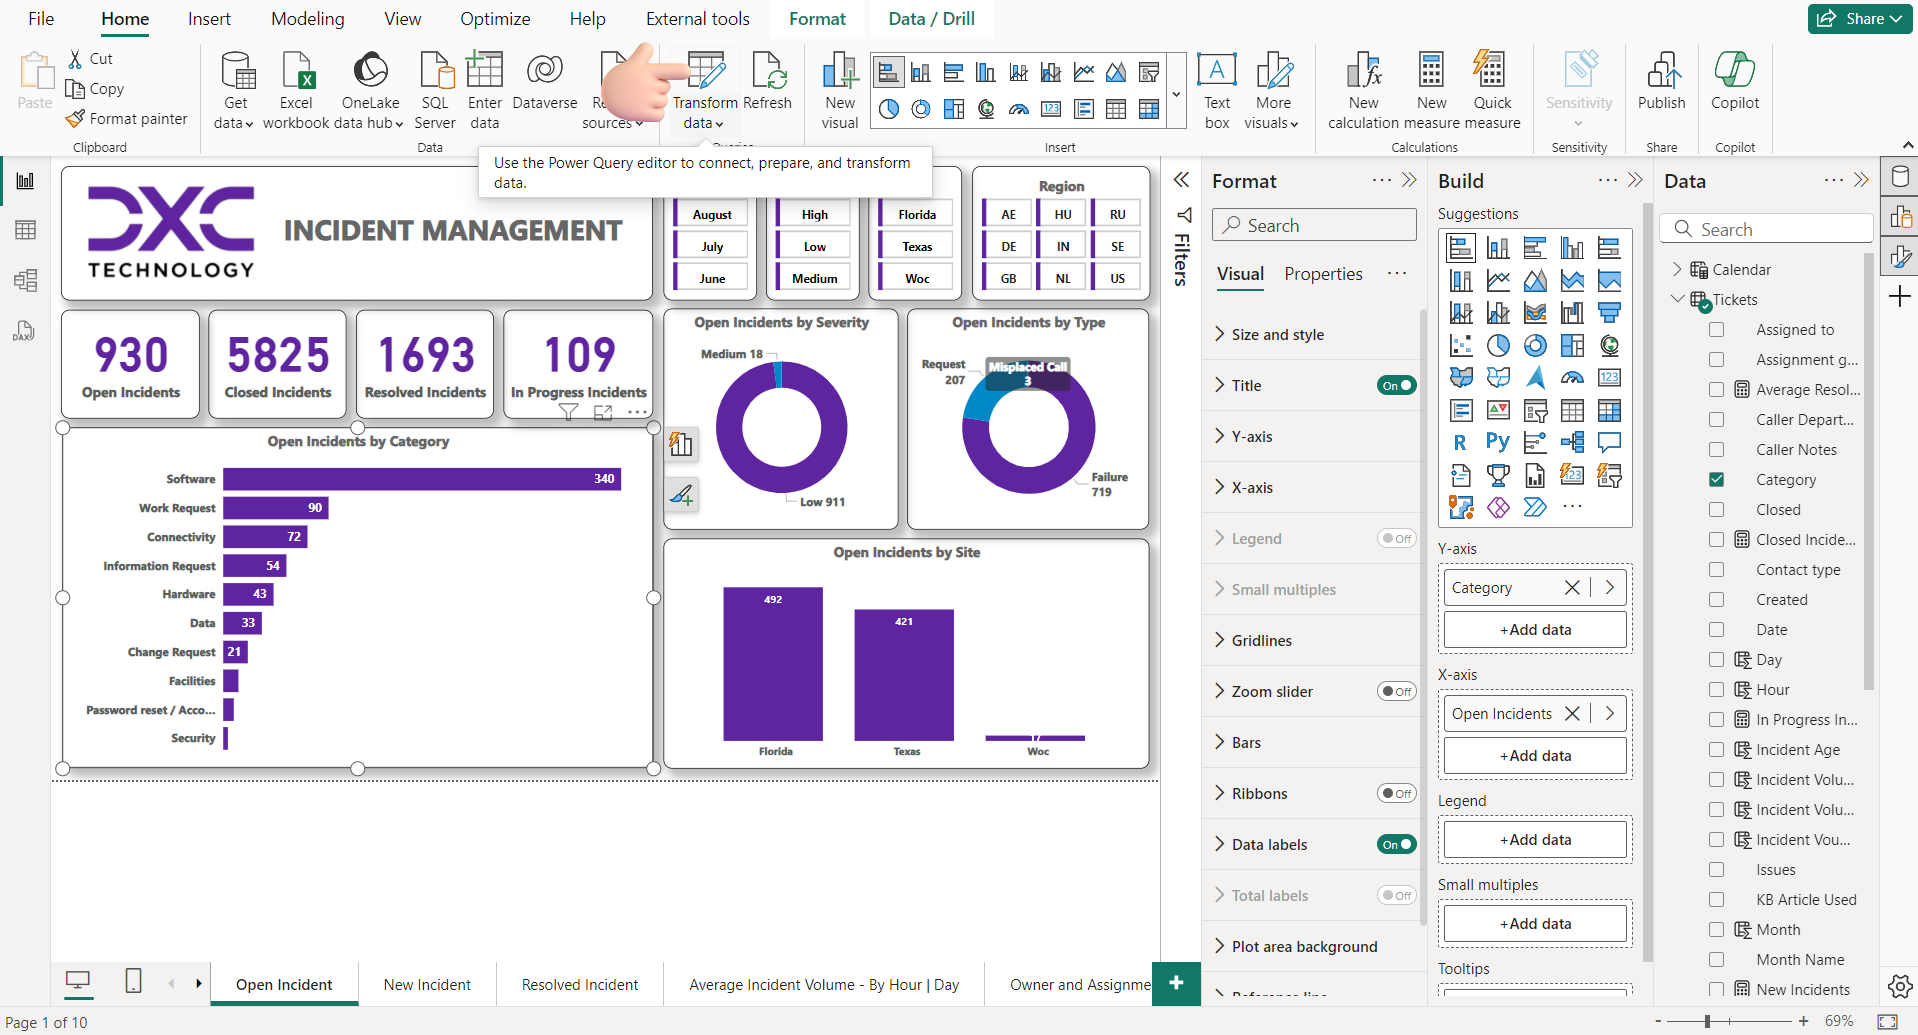 File Home Insert Modeling View Optimize Help External tools Format Data / Drill Share
Paste
Cut
Copy
Format painter
Get data
Excel workbook
OneLake data hub
SQL Server
Enter data
Dataverse
sources
Transform data
Refresh
New visual
Text box
More visuals
New calculation
New measure
Quick measure
Sensitivity
Publish
Copilot
Clipboard
Data
Insert
Calculations
Sensitivity
Share
Copilot
Use the Power Query editor to connect, prepare, and transform
data.
DXC
TECHNOLOGY
INCIDENT MANAGEMENT
August
July
June
High
Low
Medium
Florida
Texas
Woc
Region
AE HU RU
DE IN SE
GB NL US
930
Open Incidents
5825
Closed Incidents
1693
Resolved Incidents
109
In Progress Incidents
Open Incidents by Severity
Medium 18
Low 911
Open Incidents by Type
Request
207
Misplaced Call
3
Failure
719
Open Incidents by Category
Software 340
Work Request 90
Connectivity 72
Information Request 54
Hardware 43
Data 33
Change Request 21
Facilities
Password reset / Acco...
Security
Open Incidents by Site
492
421
17
Florida
Texas
Woc
Filters
Format
Search
Visual Properties
Size and style
Title On
Y-axis
X-axis
Legend Off
Small multiples
Gridlines
Zoom slider Off
Bars
Ribbons Off
Data labels On
Total labels Off
Plot area background
Reference line
Build
Suggestions
R Py
123
Y-axis
Category
+Add data
X-axis
Open Incidents
+Add data
Legend
+Add data
Small multiples
+Add data
Tooltips
Data
Search
Calendar
Tickets
Assigned to
Assignment g...
Average Resol...
Caller Depart...
Caller Notes
Category
Closed
Closed Incide...
Contact type
Created
Date
Day
Hour
In Progress In...
Incident Age
Incident Volu...
Incident Volu...
Incident Vou...
Issues
KB Article Used
Month
Month Name
New Incidents
DAX
Open Incident
New Incident
Resolved Incident
Average Incident Volume - By Hour | Day
Owner and Assignme
Page 1 of 10
- + 69%